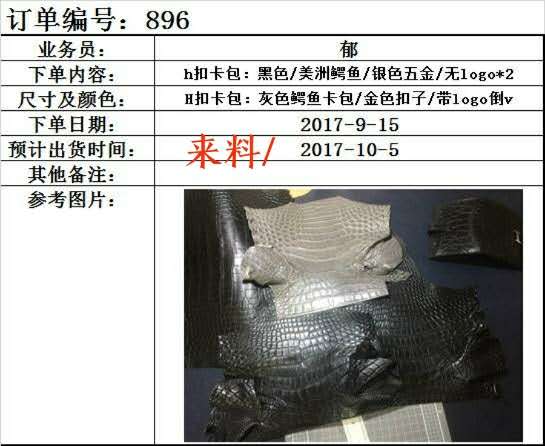 订单编号：896
业务员： 郁
下单内容： h扣卡包：黑色/美洲鳄鱼/银色五金/无logo*2
尺寸及颜色： H扣卡包：灰色鳄鱼卡包/金色扣子/带logo倒v
下单日期： 2017-9-15
预计出货时间： 来料/ 2017-10-5
其他备注：
参考图片：